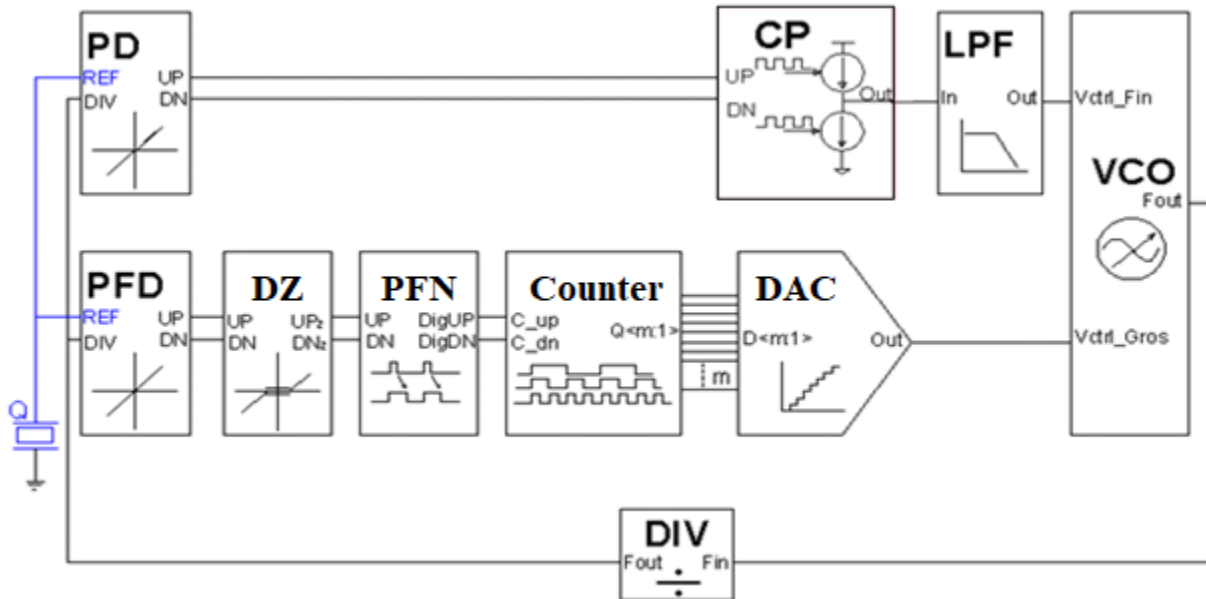 PD
REF UP
DIV DN
CP
UP
DN
Out
LPF
In Out
Vctrl_Fin
VCO
Fout
PFD
REF UP
DIV DN
DZ
UP UPz
DN DNz
PFN
UP DigUP
DN DigDN
Counter
C_up
C_dn
Q<m:1>
m
DAC
D<m:1>
Out
Vctrl_Gros
Q
DIV
Fout Fin